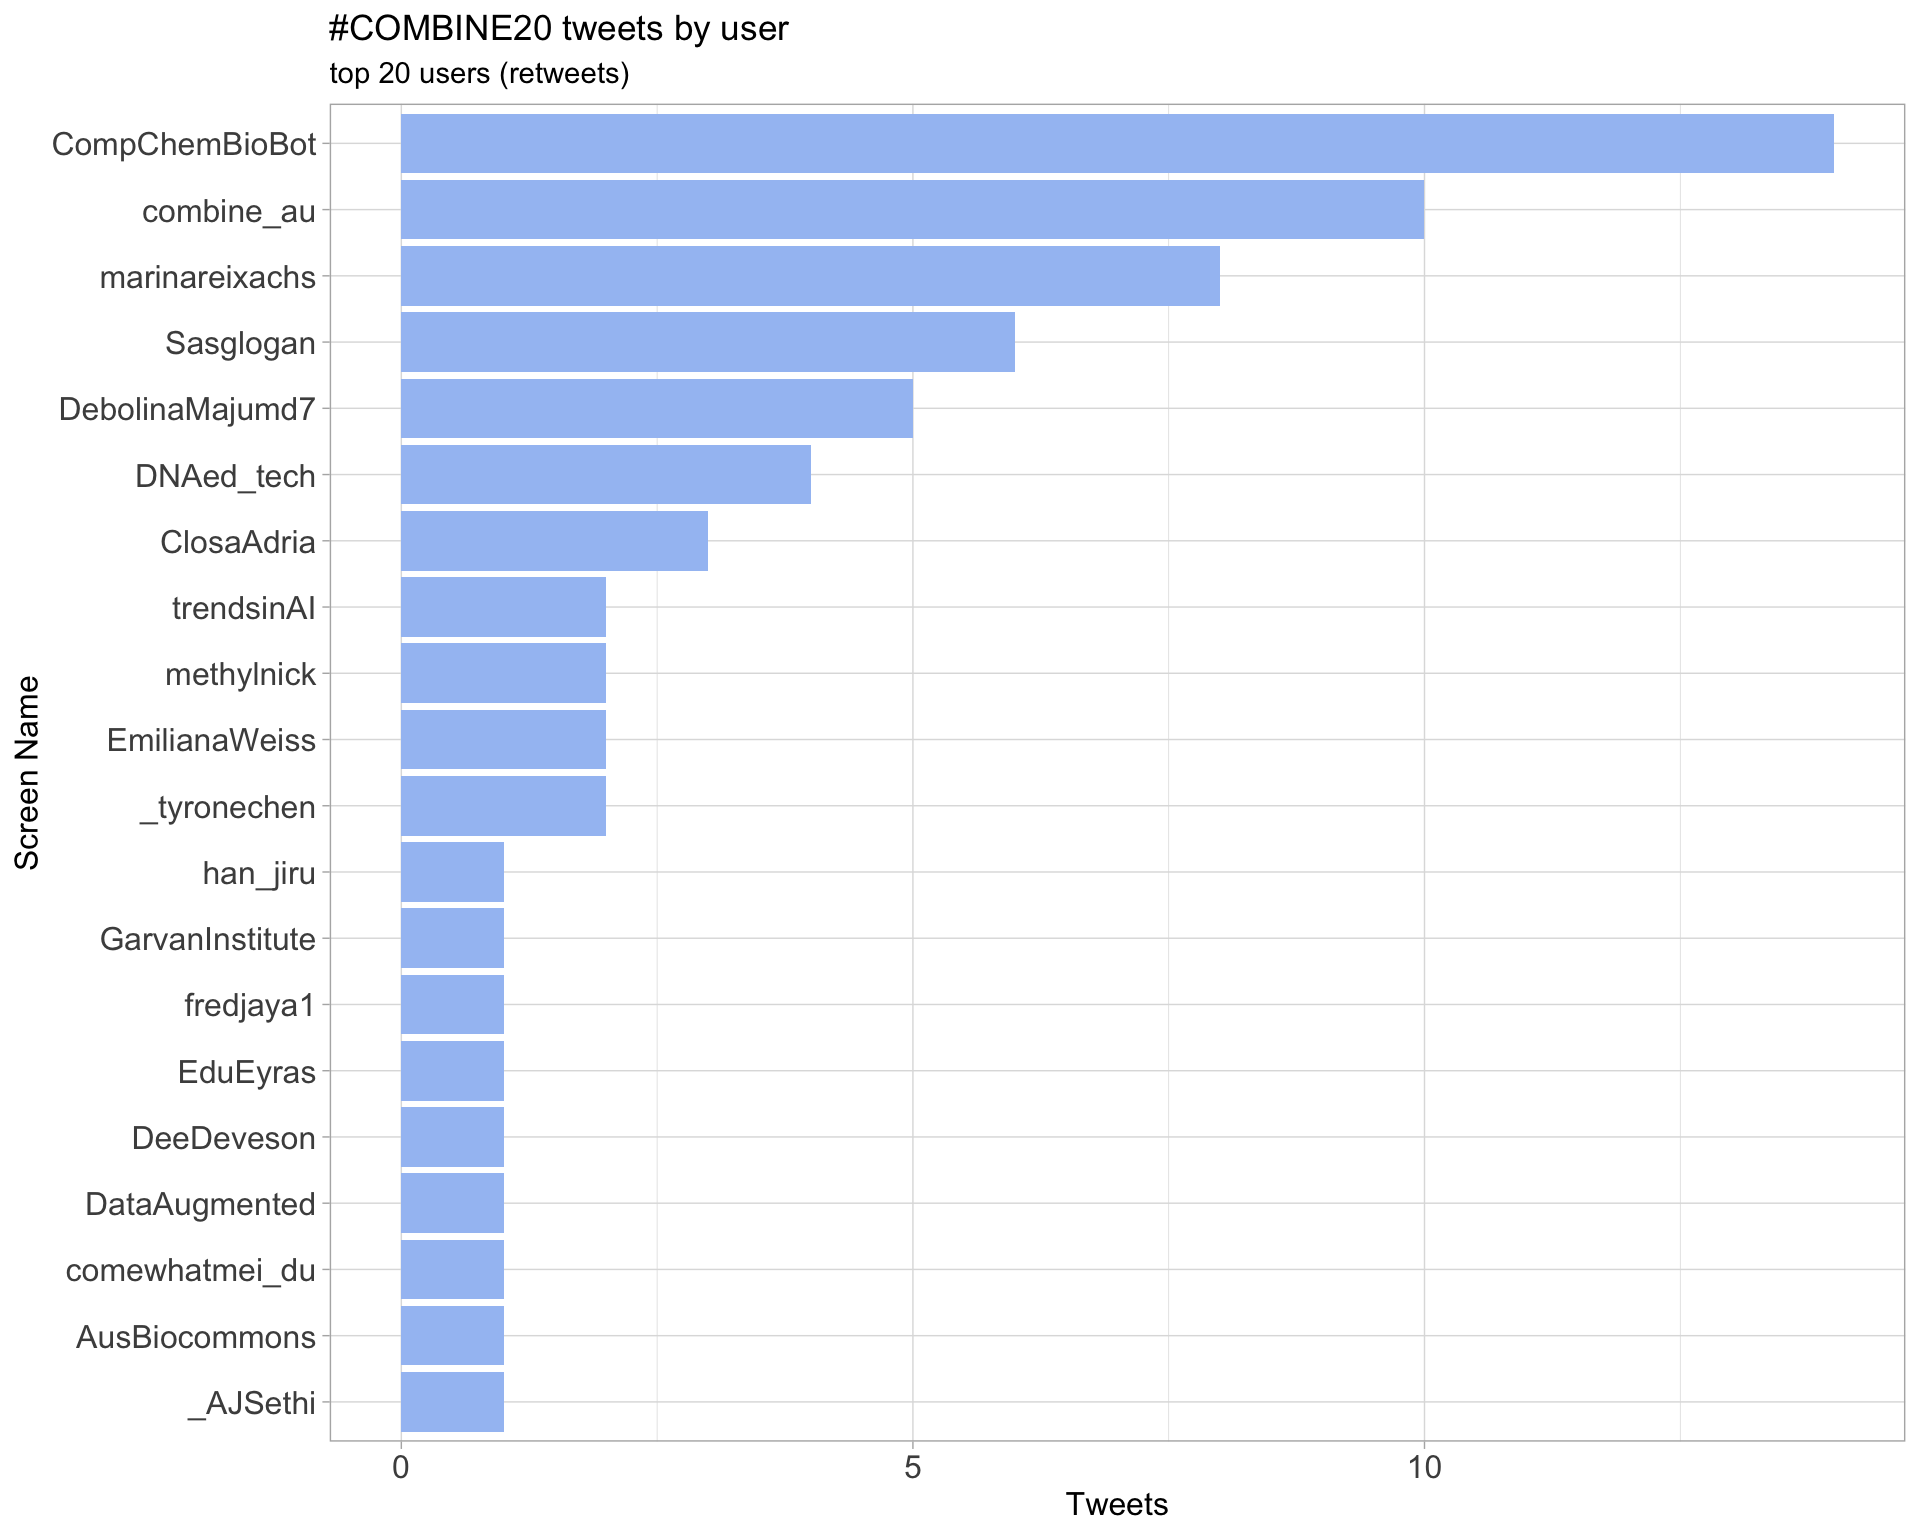 #COMBINE20 tweets by user
top 20 users (retweets)
CompChemBioBot
combine_au
marinareixachs
Sasglogan
DebolinaMajumd7
DNAed_tech
ClosaAdria
trendsinAI
methylnick
EmilianaWeiss
_tyronechen
han_jiru
GarvanInstitute
fredjaya1
EduEyras
DeeDeveson
DataAugmented
comewhatmei_du
AusBiocommons
_AJSethi
Screen Name
0 5 10
Tweets